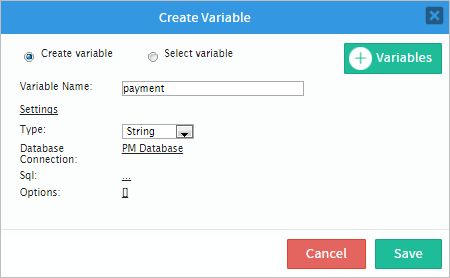 Create Variable
Create variable
Select variable
Variables
Variable Name: payment
Settings
Type: String
Database Connection: PM Database
Sql: ...
Options: []
Cancel
Save